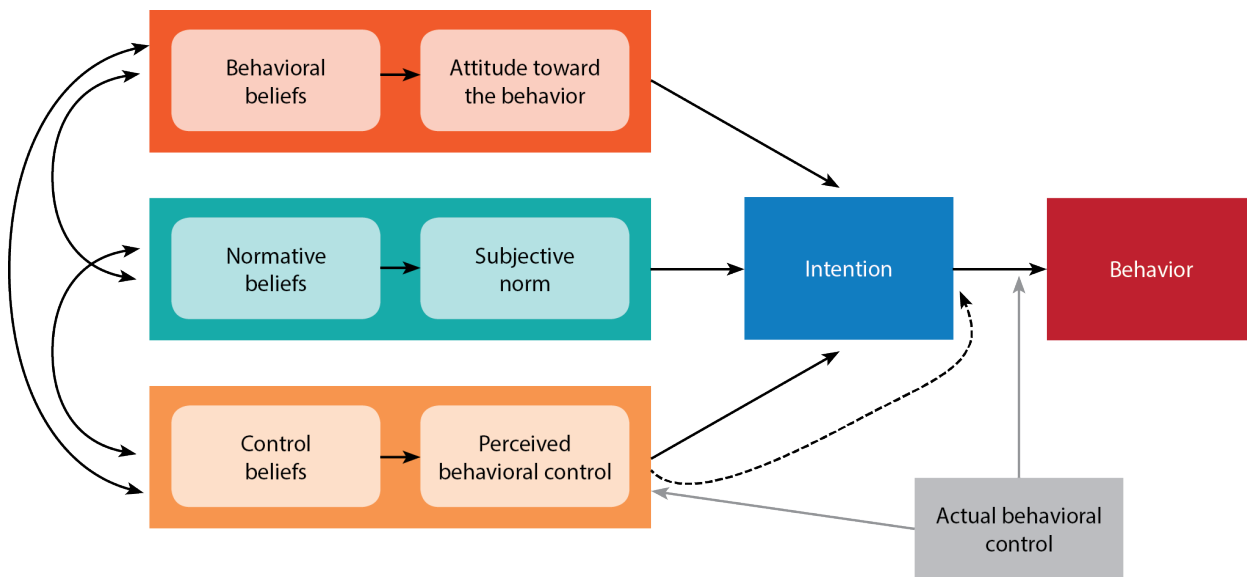 Behavioral
beliefs
Attitude toward
the behavior
Normative
beliefs
Subjective
norm
Intention
Behavior
Control
beliefs
Perceived
behavioral control
Actual behavioral
control